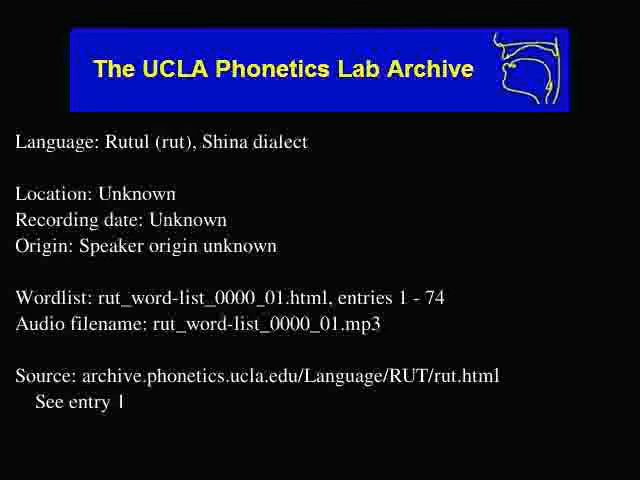 The UCLA Phonetics Lab Archive
Language: Rutul (rut), Shina dialect
Location: Unknown
Recording date: Unknown
Origin: Speaker origin unknown
Wordlist: rut_word-list_0000_01.html, entries 1 - 74
Audio filename: rut_word-list_0000_01.mp3
Source: archive.phonetics.ucla.edu/Language/RUT/rut.html
See entry 1